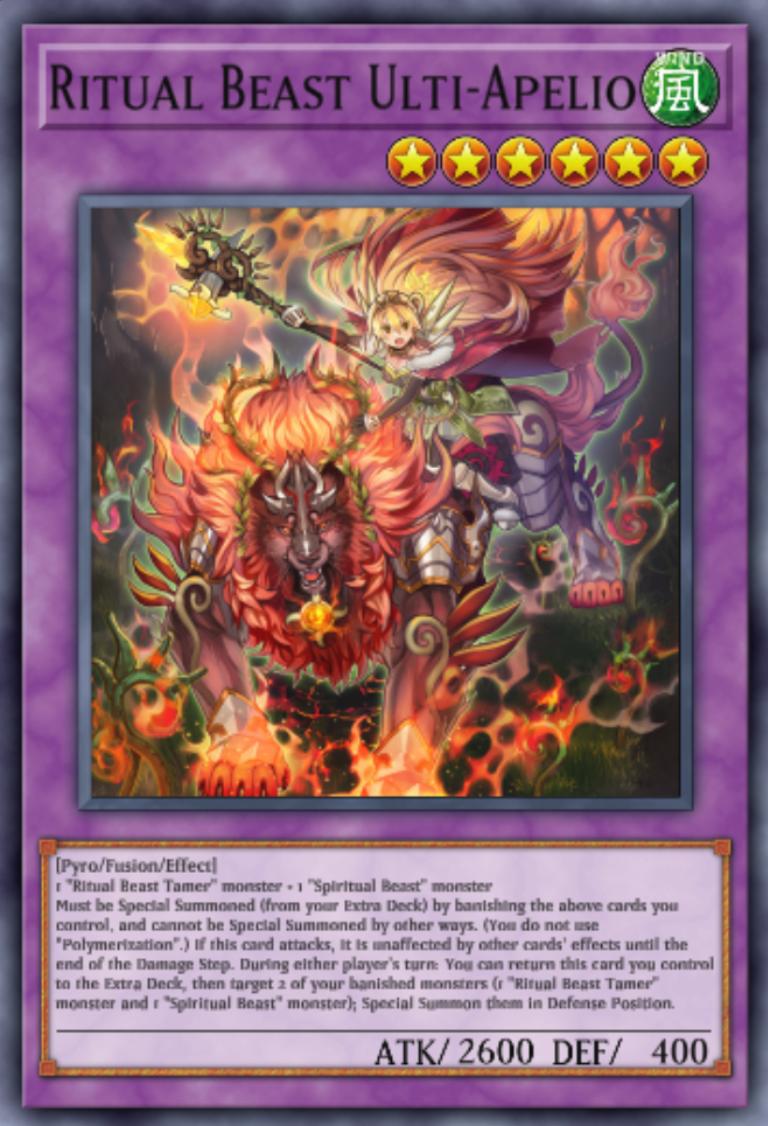 Ritual Beast Ulti-Apelio
WIND
風
[Pyro/Fusion/Effect]
1 "Ritual Beast Tamer" monster + 1 "Spiritual Beast" monster
Must be Special Summoned (from your Extra Deck) by banishing the above cards you
control, and cannot be Special Summoned by other ways. (You do not use
"Polymerization".) If this card attacks, it is unaffected by other cards' effects until the
end of the Damage Step. During either player's turn: You can return this card you control
to the Extra Deck, then target 2 of your banished monsters (1 "Ritual Beast Tamer"
monster and 1 "Spiritual Beast" monster); Special Summon them in Defense Position.
ATK/ 2600 DEF/ 400